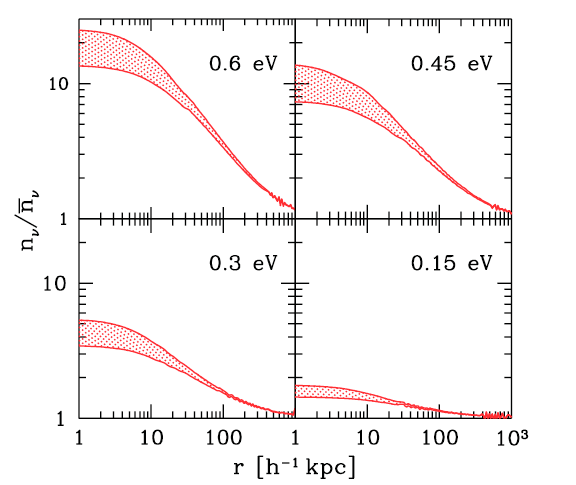 10
0.6 eV
0.45 eV
1
n_ν/n̅_ν
10
0.3 eV
0.15 eV
1
1 10 100 1 10 100 10³
r [h⁻¹ kpc]